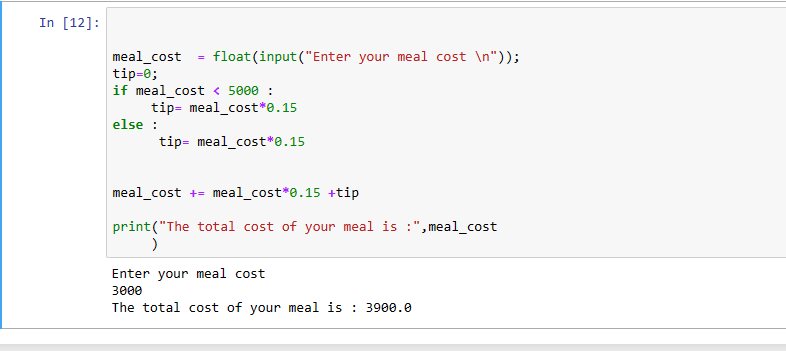 In [12]:
meal_cost  = float(input("Enter your meal cost \n"));
tip=0;
if meal_cost < 5000 :
     tip= meal_cost*0.15
else :
      tip= meal_cost*0.15
meal_cost += meal_cost*0.15 +tip
print("The total cost of your meal is :",meal_cost
     )
Enter your meal cost
3000
The total cost of your meal is : 3900.0